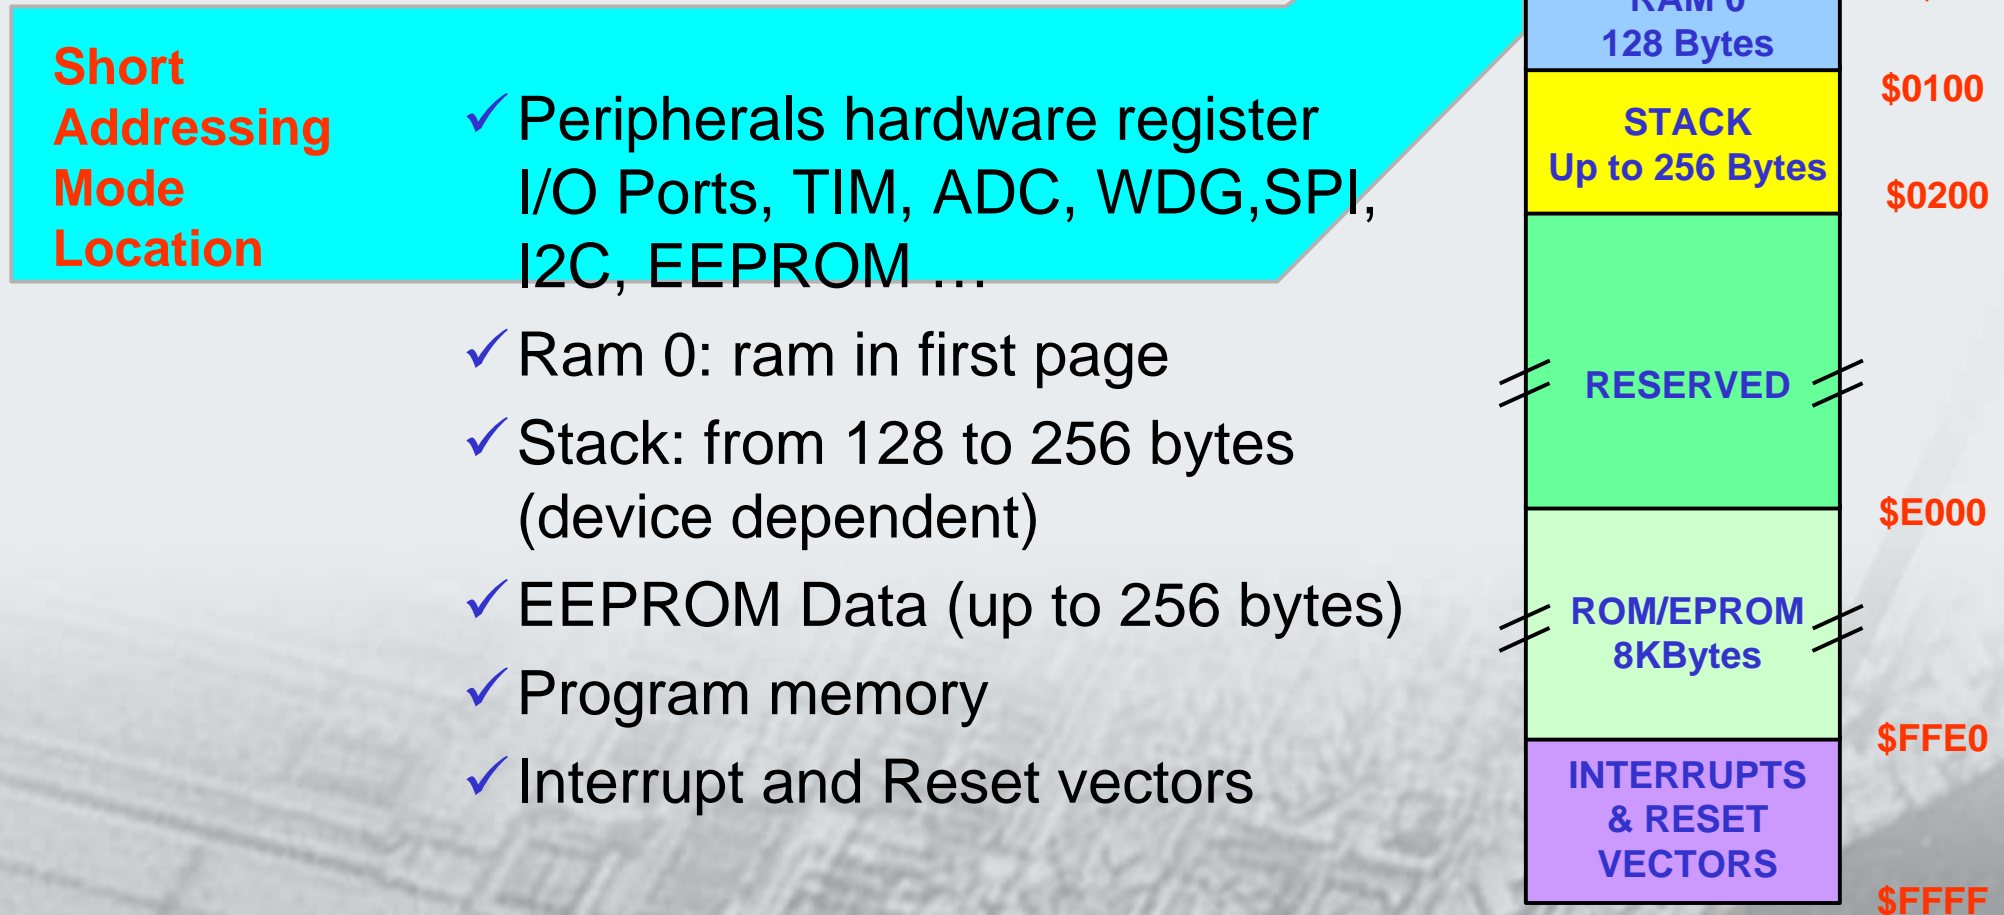 Short
Addressing
Mode
Location
Peripherals hardware register
I/O Ports, TIM, ADC, WDG,SPI,
I2C, EEPROM …
Ram 0: ram in first page
Stack: from 128 to 256 bytes
(device dependent)
EEPROM Data (up to 256 bytes)
Program memory
Interrupt and Reset vectors
RAM 0
128 Bytes
$0100
STACK
Up to 256 Bytes
$0200
RESERVED
$E000
ROM/EPROM
8KBytes
$FFE0
INTERRUPTS
& RESET
VECTORS
$FFFF